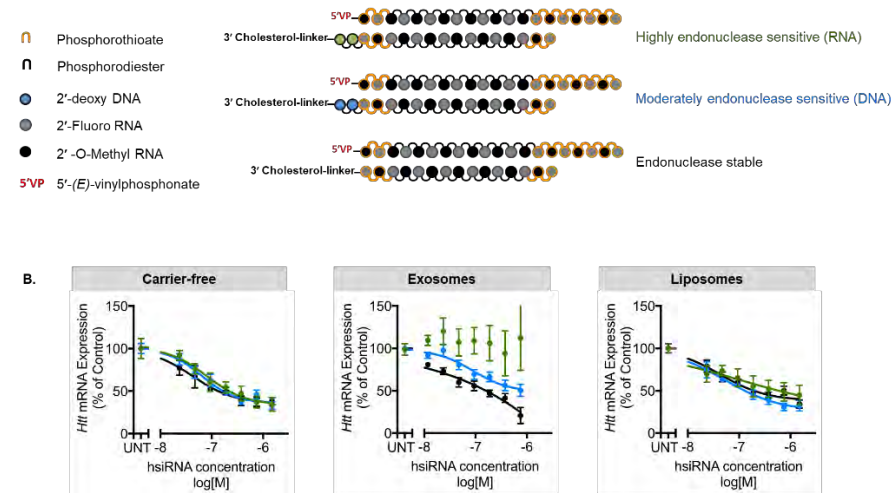 5'VP
3' Cholesterol-linker
Highly endonuclease sensitive (RNA)
Phosphorothioate
Phosphorodiester
2'-deoxy DNA
2'-Fluoro RNA
2' -O-Methyl RNA
5'VP 5'-(E)-vinylphosphonate
5'VP
3' Cholesterol-linker
Moderately endonuclease sensitive (DNA)
5'VP
3' Cholesterol-linker
Endonuclease stable
B.
Carrier-free
Htt mRNA Expression
(% of Control)
150
100
50
0
UNT -8 -7 -6
hsiRNA concentration
log[M]
Exosomes
Htt mRNA Expression
(% of Control)
150
100
50
0
UNT -8 -7 -6
hsiRNA concentration
log[M]
Liposomes
Htt mRNA Expression
(% of Control)
150
100
50
0
UNT -8 -7 -6
hsiRNA concentration
log[M]